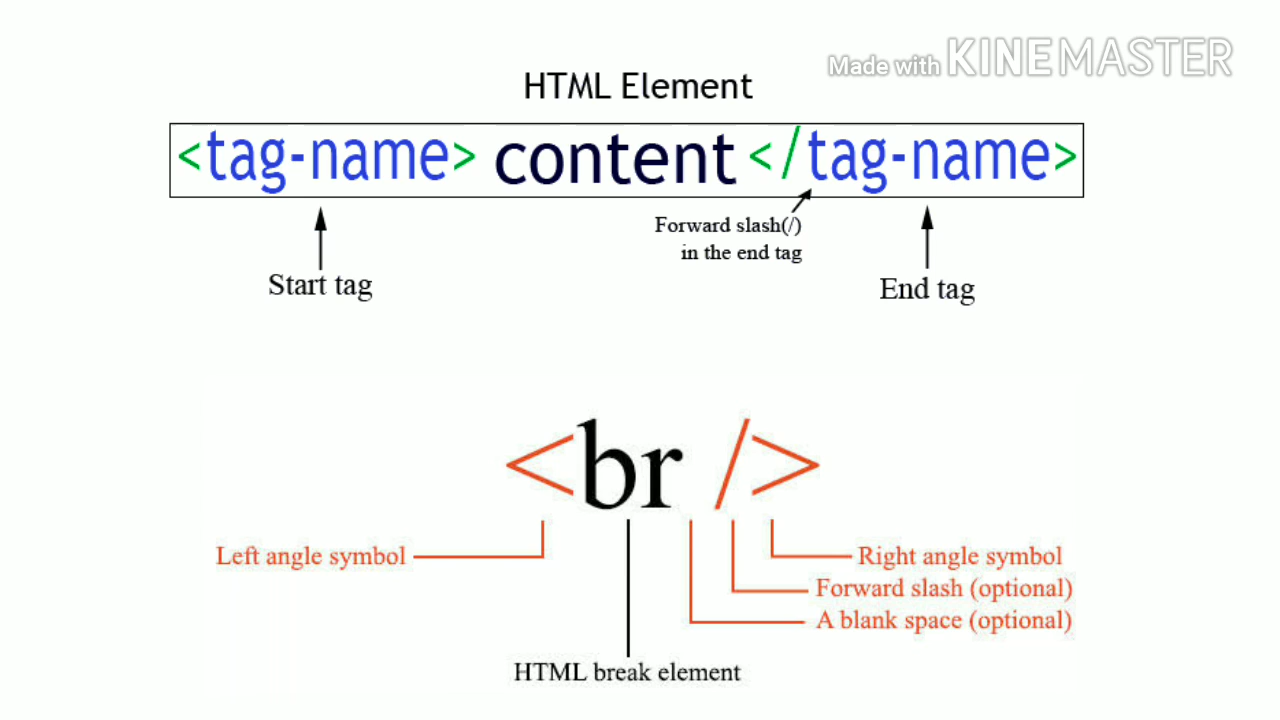 Made with KINEMASTER
HTML Element
<tag-name> content </tag-name>
Forward slash(/)
in the end tag
Start tag
End tag
<br />
Left angle symbol
Right angle symbol
Forward slash (optional)
A blank space (optional)
HTML break element